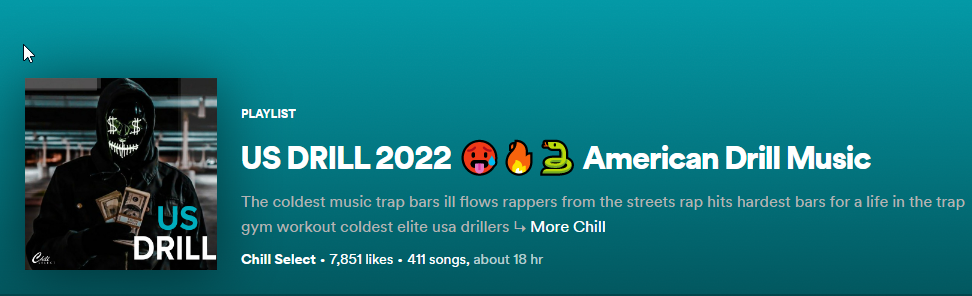 PLAYLIST
US DRILL 2022 🥵🔥🐍 American Drill Music
The coldest music trap bars ill flows rappers from the streets rap hits hardest bars for a life in the trap
gym workout coldest elite usa drillers ↳ More Chill
Chill Select • 7,851 likes • 411 songs, about 18 hr
US
DRILL
Chill